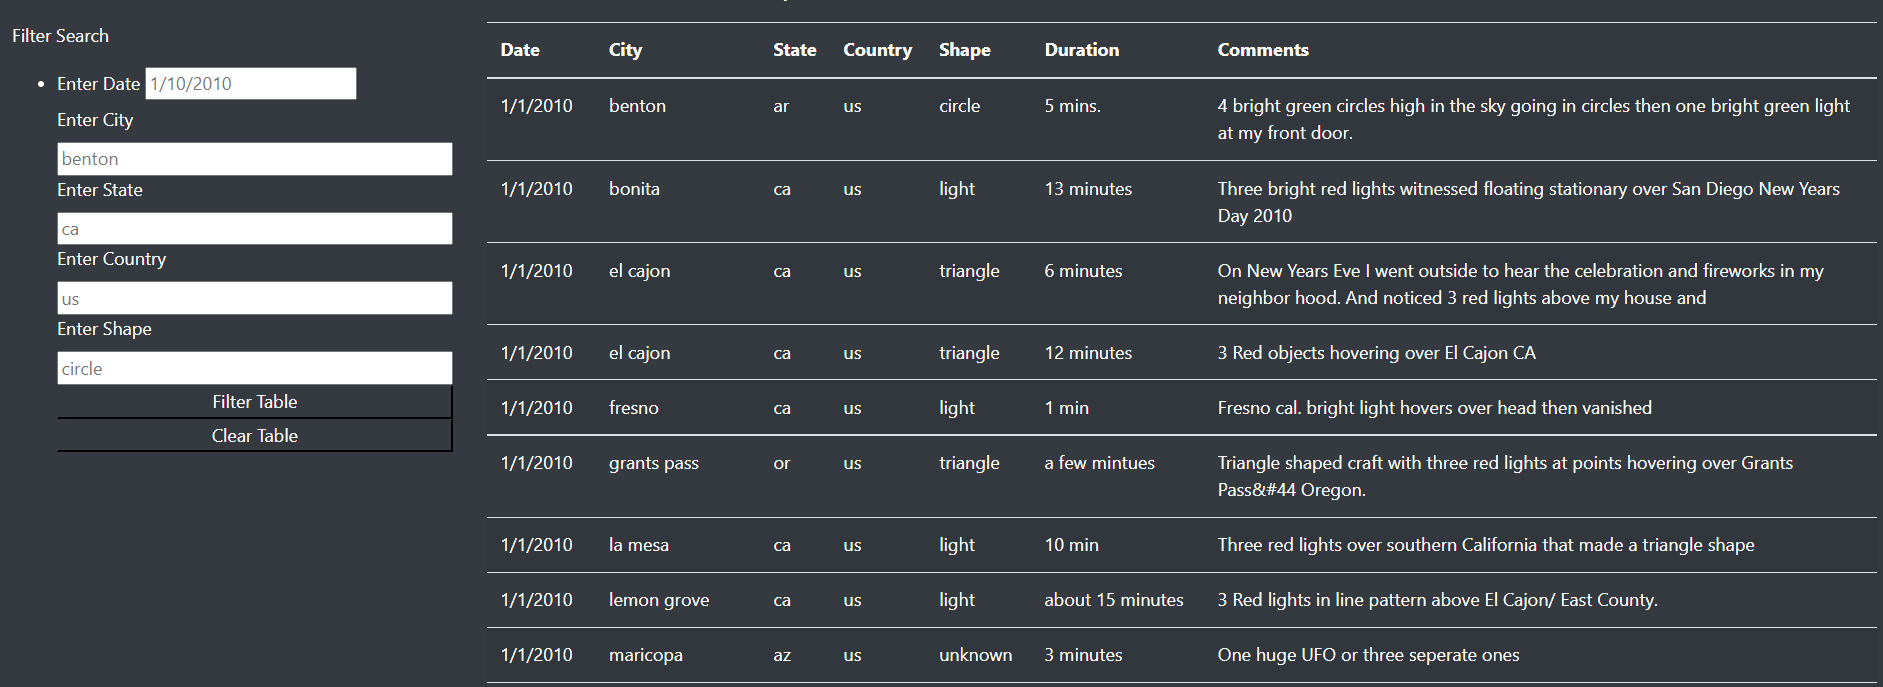 Filter Search
Enter Date 1/10/2010
Enter City
benton
Enter State
ca
Enter Country
us
Enter Shape
circle
Filter Table
Clear Table
Date City State Country Shape Duration Comments
1/1/2010 benton ar us circle 5 mins. 4 bright green circles high in the sky going in circles then one bright green light
at my front door.
1/1/2010 bonita ca us light 13 minutes Three bright red lights witnessed floating stationary over San Diego New Years
Day 2010
1/1/2010 el cajon ca us triangle 6 minutes On New Years Eve I went outside to hear the celebration and fireworks in my
neighbor hood. And noticed 3 red lights above my house and
1/1/2010 el cajon ca us triangle 12 minutes 3 Red objects hovering over El Cajon CA
1/1/2010 fresno ca us light 1 min Fresno cal. bright light hovers over head then vanished
1/1/2010 grants pass or us triangle a few mintues Triangle shaped craft with three red lights at points hovering over Grants
Pass&#44 Oregon.
1/1/2010 la mesa ca us light 10 min Three red lights over southern California that made a triangle shape
1/1/2010 lemon grove ca us light about 15 minutes 3 Red lights in line pattern above El Cajon/ East County.
1/1/2010 maricopa az us unknown 3 minutes One huge UFO or three seperate ones